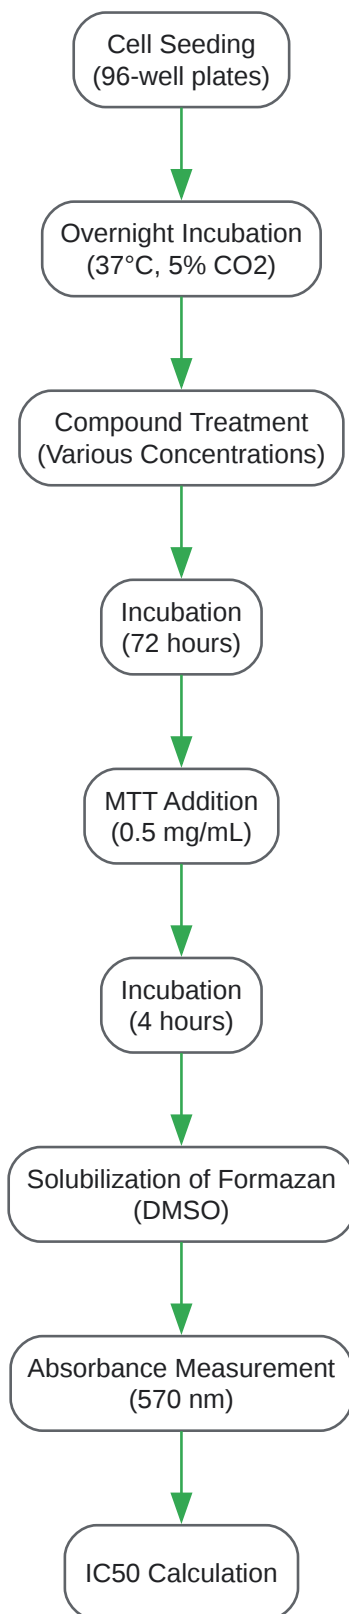 Cell Seeding
(96-well plates)
Overnight Incubation
(37°C, 5% CO2)
Compound Treatment
(Various Concentrations)
Incubation
(72 hours)
MTT Addition
(0.5 mg/mL)
Incubation
(4 hours)
Solubilization of Formazan
(DMSO)
Absorbance Measurement
(570 nm)
IC50 Calculation